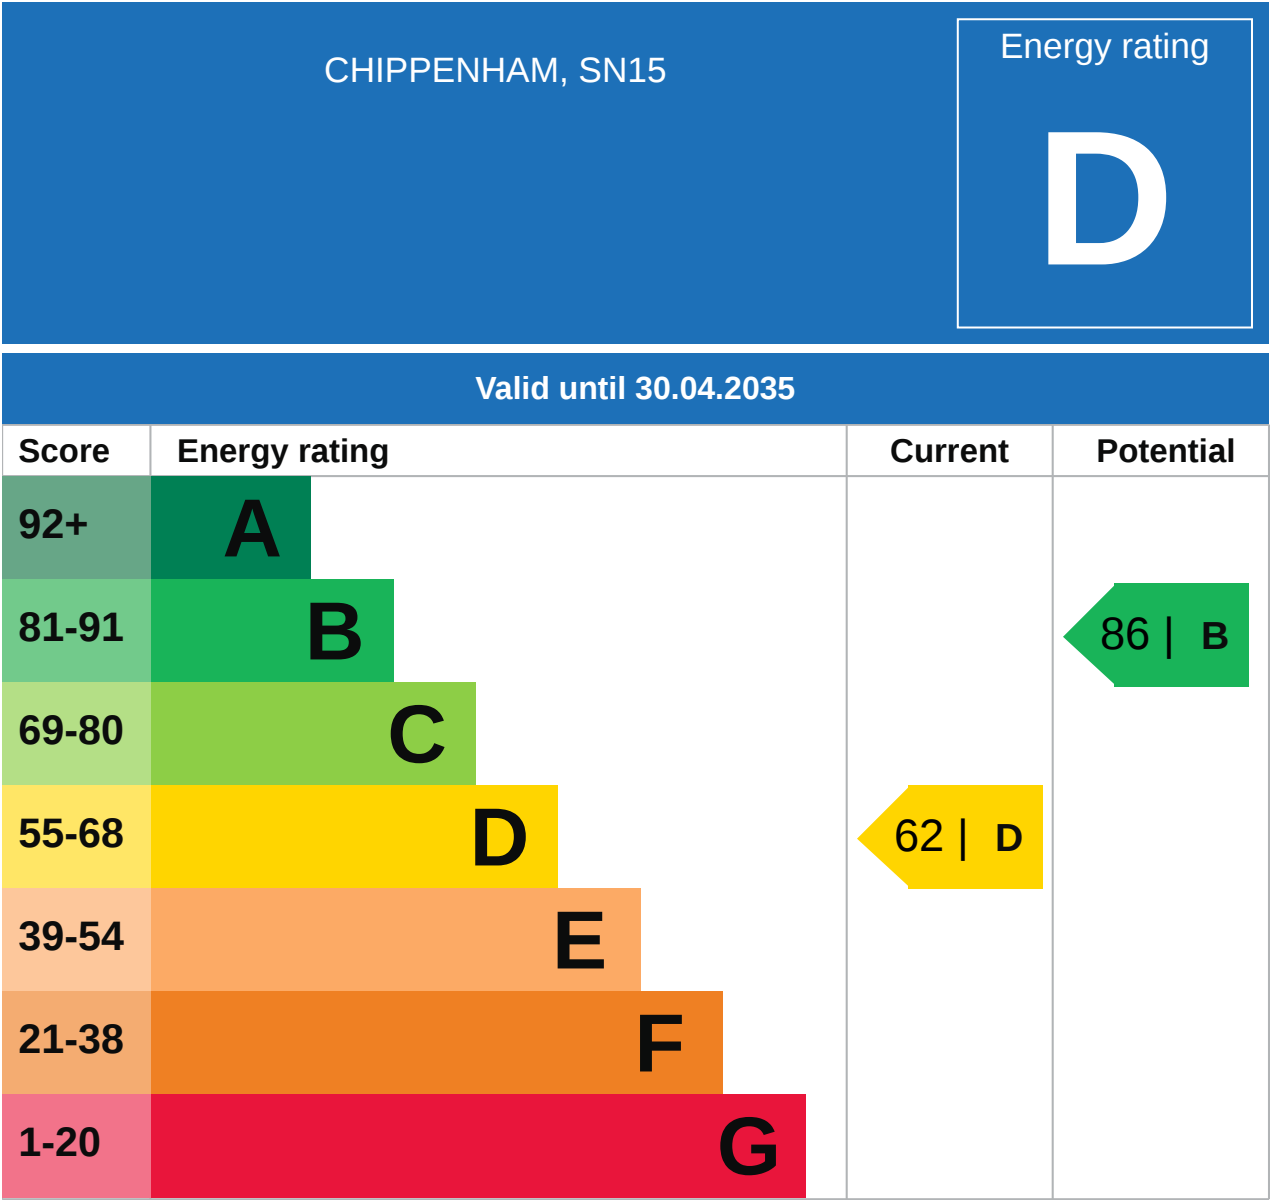 CHIPPENHAM, SN15
Energy rating
D
Valid until 30.04.2035
Score Energy rating Current Potential
92+ A
81-91 B 86 | B
69-80 C
55-68 D 62 | D
39-54 E
21-38 F
1-20 G